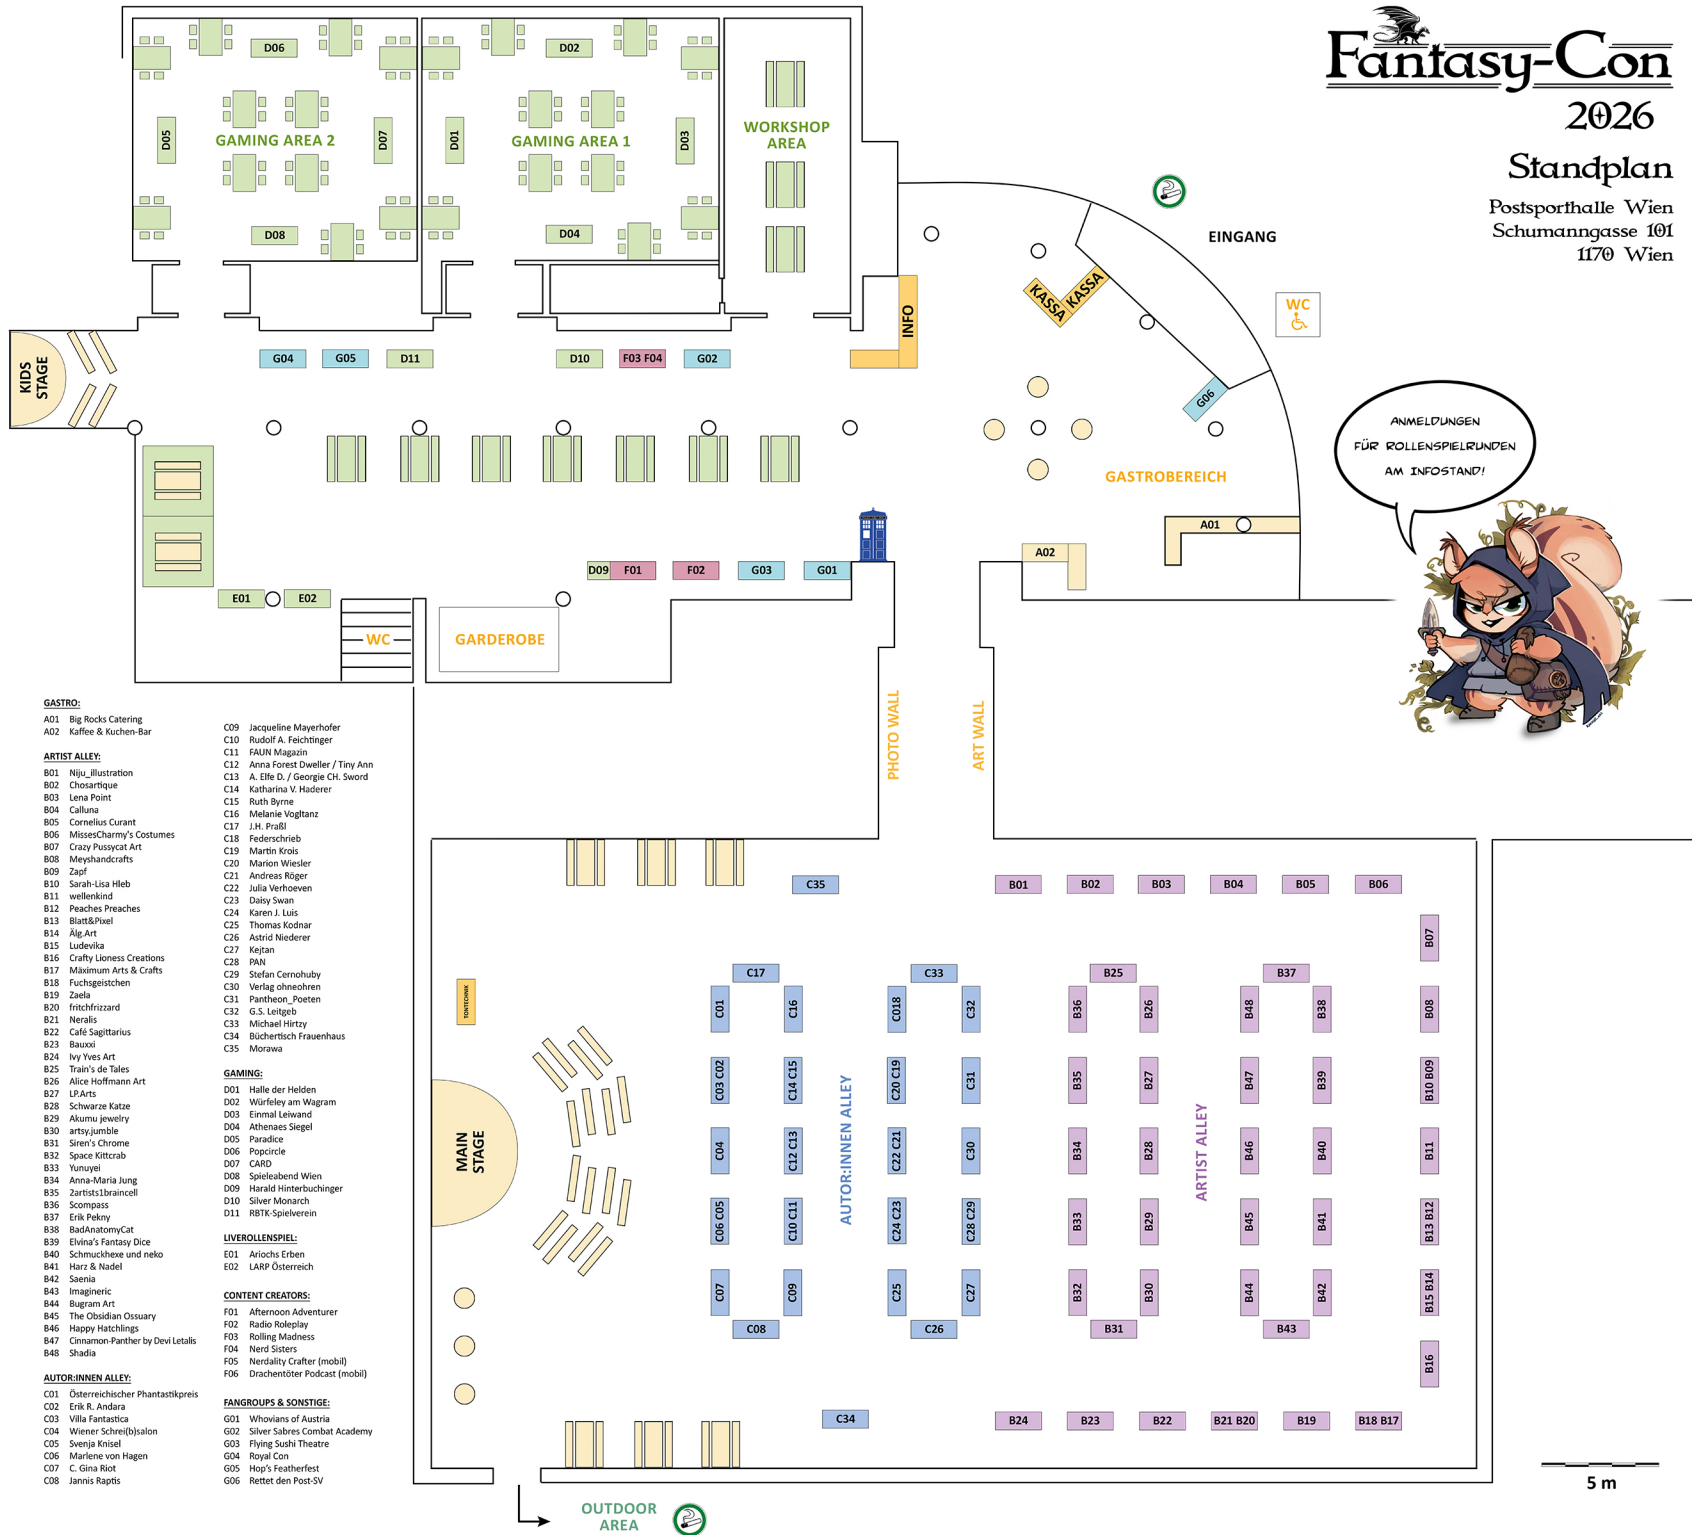 Fantasy-Con
2026
Standplan
Postsporthalle Wien
Schumanngasse 101
1170 Wien
D06
D02
D05
GAMING AREA 2
D07
D01
GAMING AREA 1
D03
WORKSHOP
AREA
D08
D04
EINGANG
KASSA
KASSA
WC
INFO
KIDS
STAGE
G04
G05
D11
D10
F03 F04
G02
G06
GASTROBEREICH
A01
A02
ANMELDUNGEN
FÜR ROLLENSPIELRUNDEN
AM INFOSTAND!
D09
F01
F02
G03
G01
E01
E02
WC
GARDEROBE
PHOTO WALL
ART WALL
GASTRO:
A01 Big Rocks Catering
A02 Kaffee & Kuchen-Bar
ARTIST ALLEY:
B01 Niju_illustration
B02 Chosartique
B03 Lena Point
B04 Calluna
B05 Cornelius Curant
B06 MissesCharmy's Costumes
B07 Crazy Pussycat Art
B08 Meyshandcrafts
B09 Zapf
B10 Sarah-Lisa Hleb
B11 wellenkind
B12 Peaches Preaches
B13 Blatt&Pixel
B14 Älg.Art
B15 Ludevika
B16 Crafty Lioness Creations
B17 Mäximum Arts & Crafts
B18 Fuchsgeistchen
B19 Zaela
B20 fritchfrizzard
B21 Neralis
B22 Café Sagittarius
B23 Bauxxi
B24 Ivy Yves Art
B25 Train's de Tales
B26 Alice Hoffmann Art
B27 LP.Arts
B28 Schwarze Katze
B29 Akumu jewelry
B30 artsy.jumble
B31 Siren's Chrome
B32 Space Kittcrab
B33 Yunuyei
B34 Anna-Maria Jung
B35 2artists1braincell
B36 Scompass
B37 Erik Pekny
B38 BadAnatomyCat
B39 Elvina's Fantasy Dice
B40 Schmuckhexe und neko
B41 Harz & Nadel
B42 Saenia
B43 Imagineric
B44 Bugram Art
B45 The Obsidian Ossuary
B46 Happy Hatchlings
B47 Cinnamon-Panther by Devi Letalis
B48 Shadia
AUTOR:INNEN ALLEY:
C01 Österreichischer Phantastikpreis
C02 Erik R. Andara
C03 Villa Fantastica
C04 Wiener Schrei(b)salon
C05 Svenja Knisel
C06 Marlene von Hagen
C07 C. Gina Riot
C08 Jannis Raptis
C09 Jacqueline Mayerhofer
C10 Rudolf A. Feichtinger
C11 FAUN Magazin
C12 Anna Forest Dweller / Tiny Ann
C13 A. Elfe D. / Georgie CH. Sword
C14 Katharina V. Haderer
C15 Ruth Byrne
C16 Melanie Vogltanz
C17 J.H. Praßl
C18 Federschrieb
C19 Martin Krois
C20 Marion Wiesler
C21 Andreas Röger
C22 Julia Verhoeven
C23 Daisy Swan
C24 Karen J. Luis
C25 Thomas Kodnar
C26 Astrid Niederer
C27 Kejtan
C28 PAN
C29 Stefan Cernohuby
C30 Verlag ohneohren
C31 Pantheon_Poeten
C32 G.S. Leitgeb
C33 Michael Hirtzy
C34 Büchertisch Frauenhaus
C35 Morawa
GAMING:
D01 Halle der Helden
D02 Würfeley am Wagram
D03 Einmal Leiwand
D04 Athenaes Siegel
D05 Paradice
D06 Popcircle
D07 CARD
D08 Spieleabend Wien
D09 Harald Hinterbuchinger
D10 Silver Monarch
D11 RBTK-Spielverein
LIVEROLLENSPIEL:
E01 Ariochs Erben
E02 LARP Österreich
CONTENT CREATORS:
F01 Afternoon Adventurer
F02 Radio Roleplay
F03 Rolling Madness
F04 Nerd Sisters
F05 Nerdality Crafter (mobil)
F06 Drachentöter Podcast (mobil)
FANGROUPS & SONSTIGE:
G01 Whovians of Austria
G02 Silver Sabres Combat Academy
G03 Flying Sushi Theatre
G04 Royal Con
G05 Hop's Featherfest
G06 Rettet den Post-SV
C35
B01
B02
B03
B04
B05
B06
B07
C17
C33
B25
B37
TONTECHNIK
C01
C16
C018
C32
B36
B26
B48
B38
B08
C03 C02
C14 C15
C20 C19
C31
B35
B27
B47
B39
B10 B09
MAIN
STAGE
C04
C12 C13
AUTOR:INNEN ALLEY
C22 C21
C30
B34
B28
ARTIST ALLEY
B46
B40
B11
C06 C05
C10 C11
C24 C23
C28 C29
B33
B29
B45
B41
B13 B12
C07
C09
C25
C27
B32
B30
B44
B42
B15 B14
C08
C26
B31
B43
B16
C34
B24
B23
B22
B21 B20
B19
B18 B17
5 m
OUTDOOR
AREA